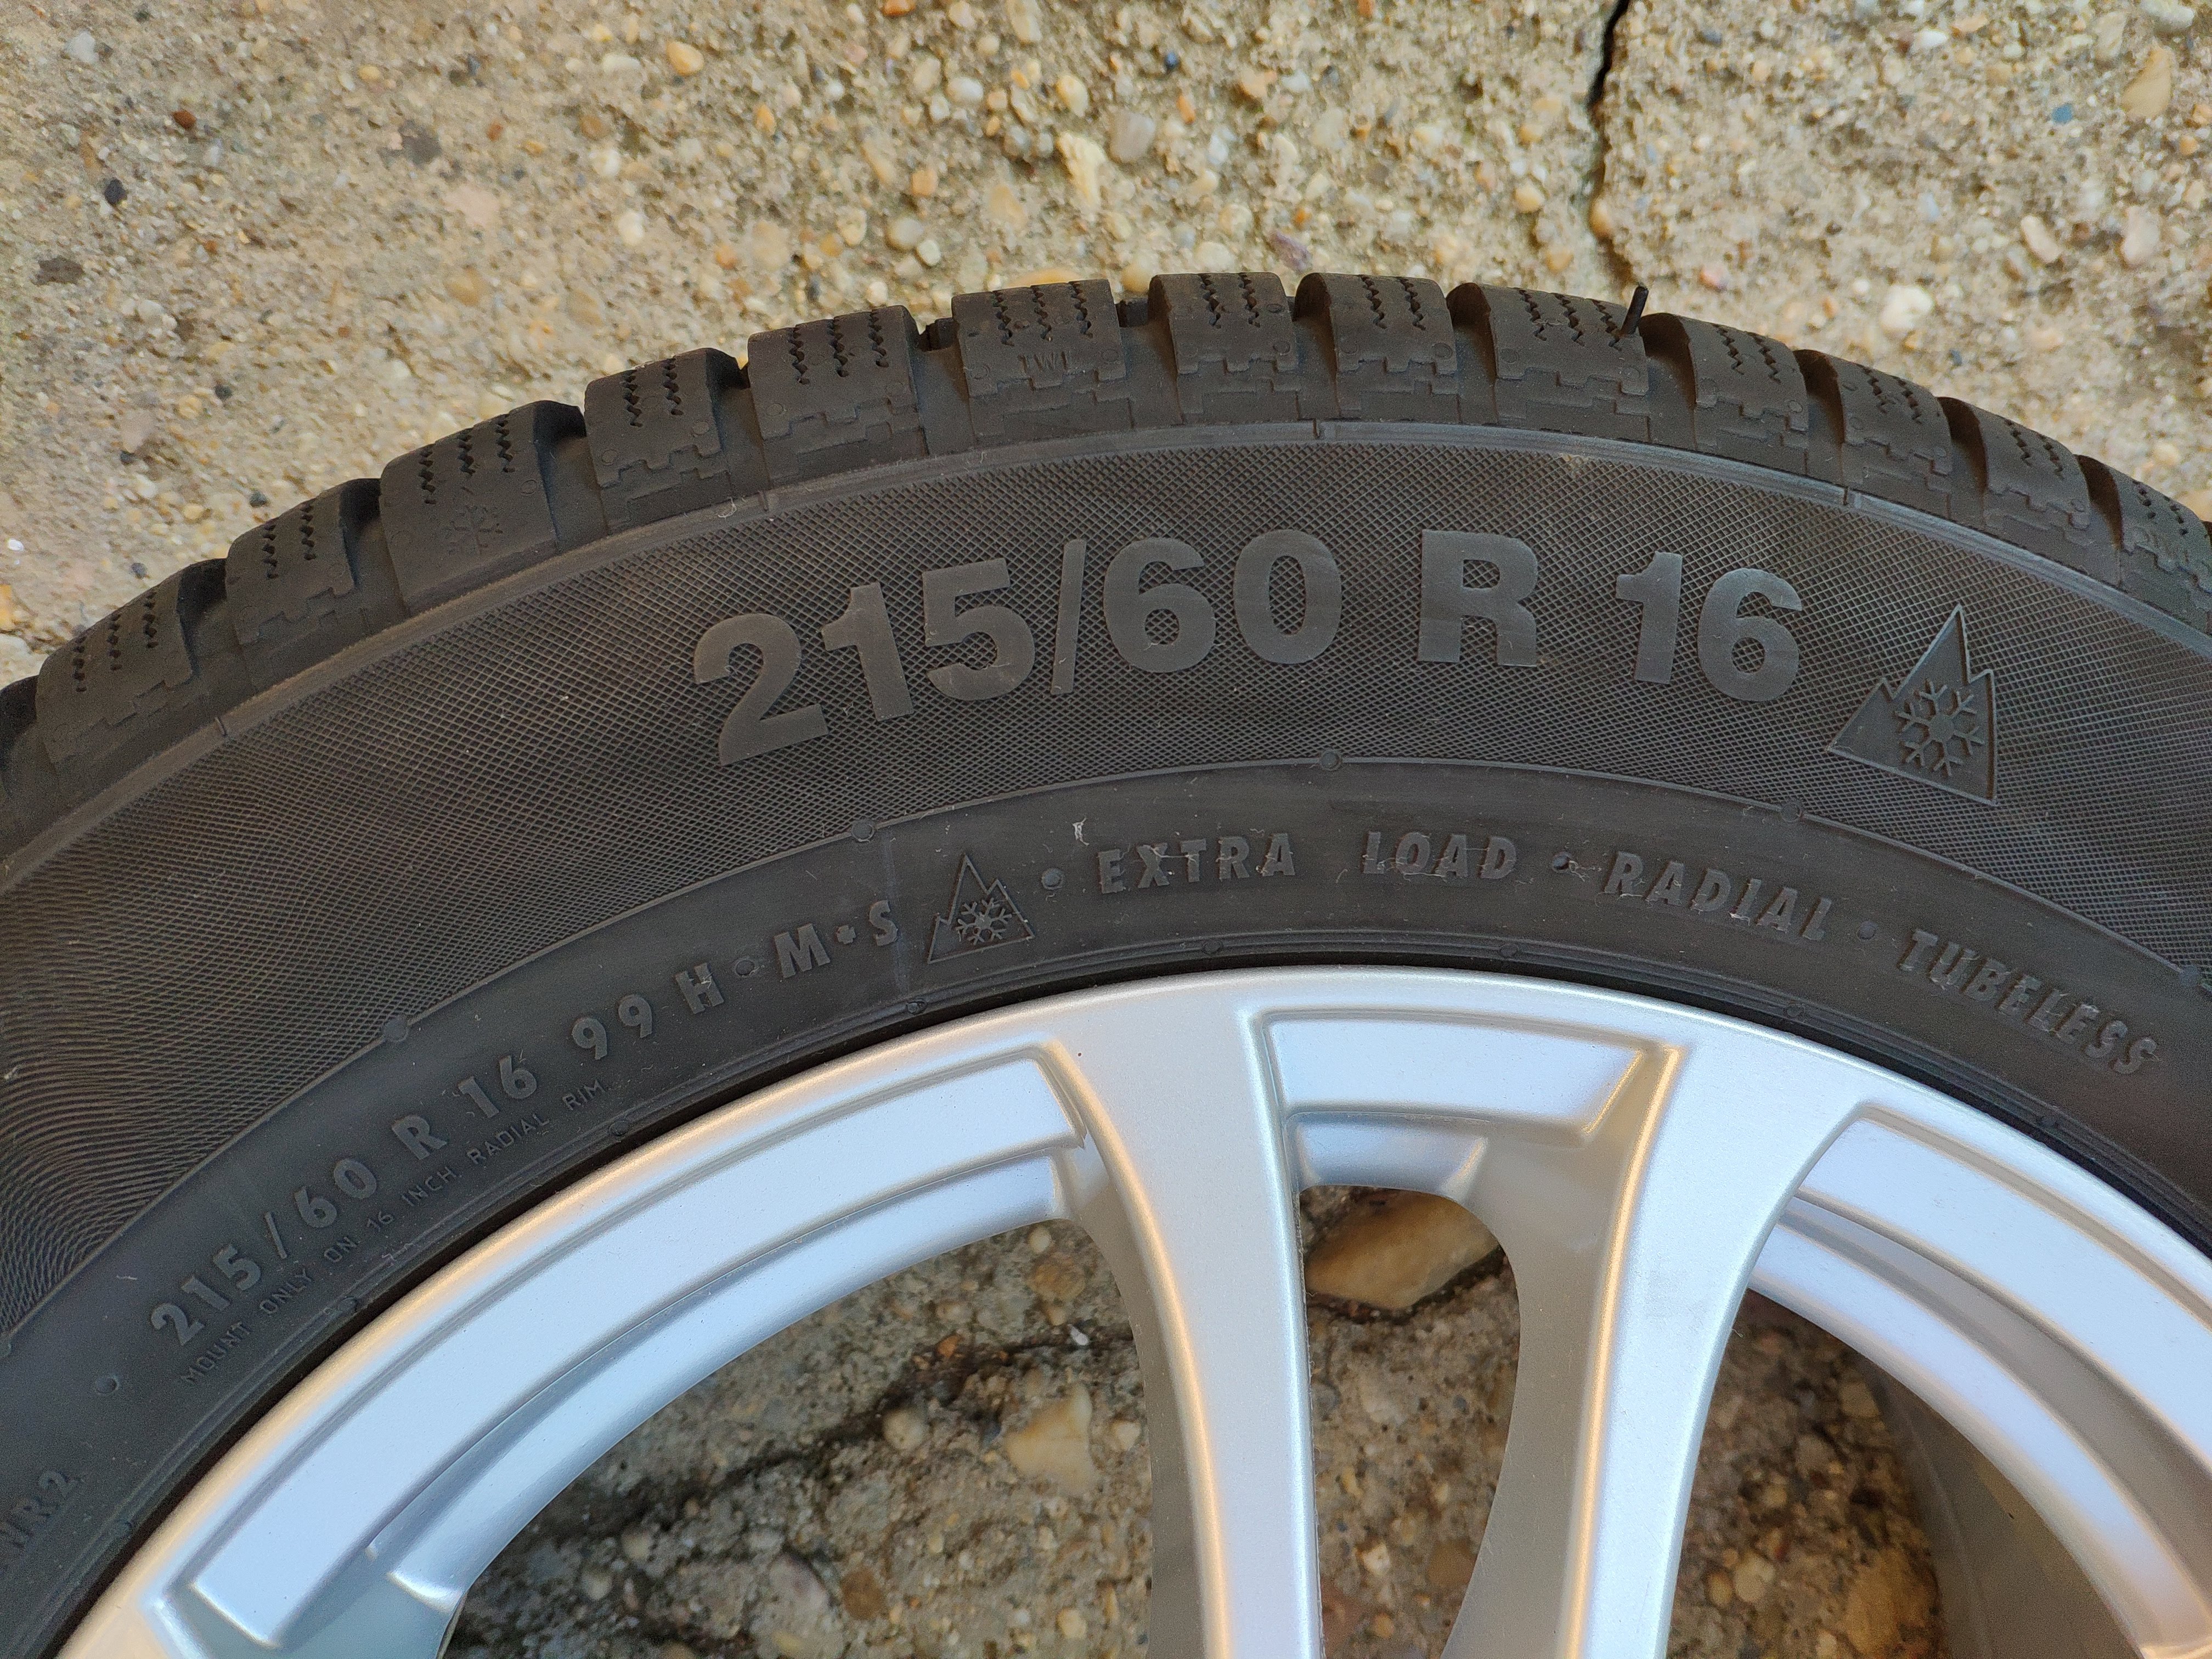 TWI
215/60 R 16
215/60 R 16 99 H · M+S · EXTRA LOAD · RADIAL · TUBELESS
MOUNT ONLY ON 16 INCH RADIAL RIM.